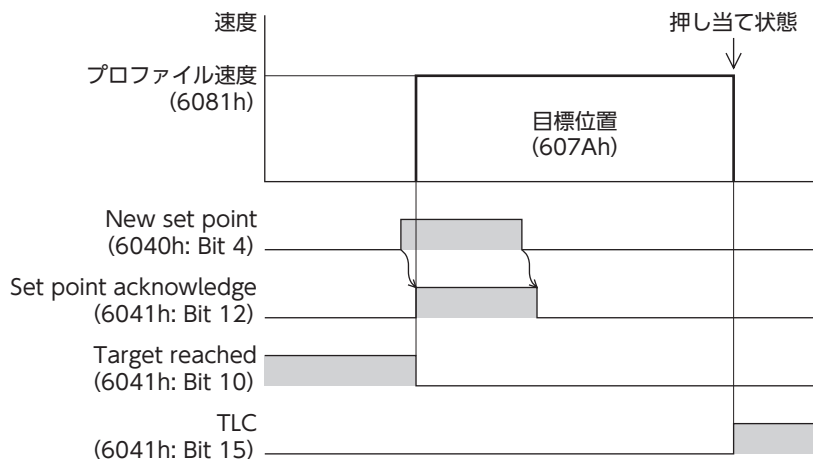 速度
押し当て状態
プロファイル速度
(6081h)
目標位置
(607Ah)
New set point
(6040h: Bit 4)
Set point acknowledge
(6041h: Bit 12)
Target reached
(6041h: Bit 10)
TLC
(6041h: Bit 15)